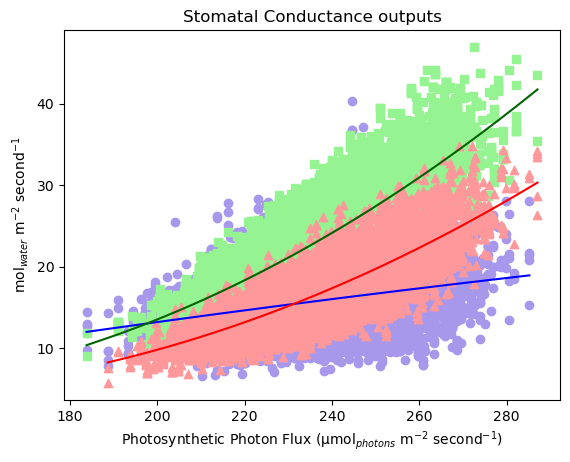 Stomatal Conductance outputs
40
30
20
10
mol_water m⁻² second⁻¹
180 200 220 240 260 280
Photosynthetic Photon Flux (μmol_photons m⁻² second⁻¹)